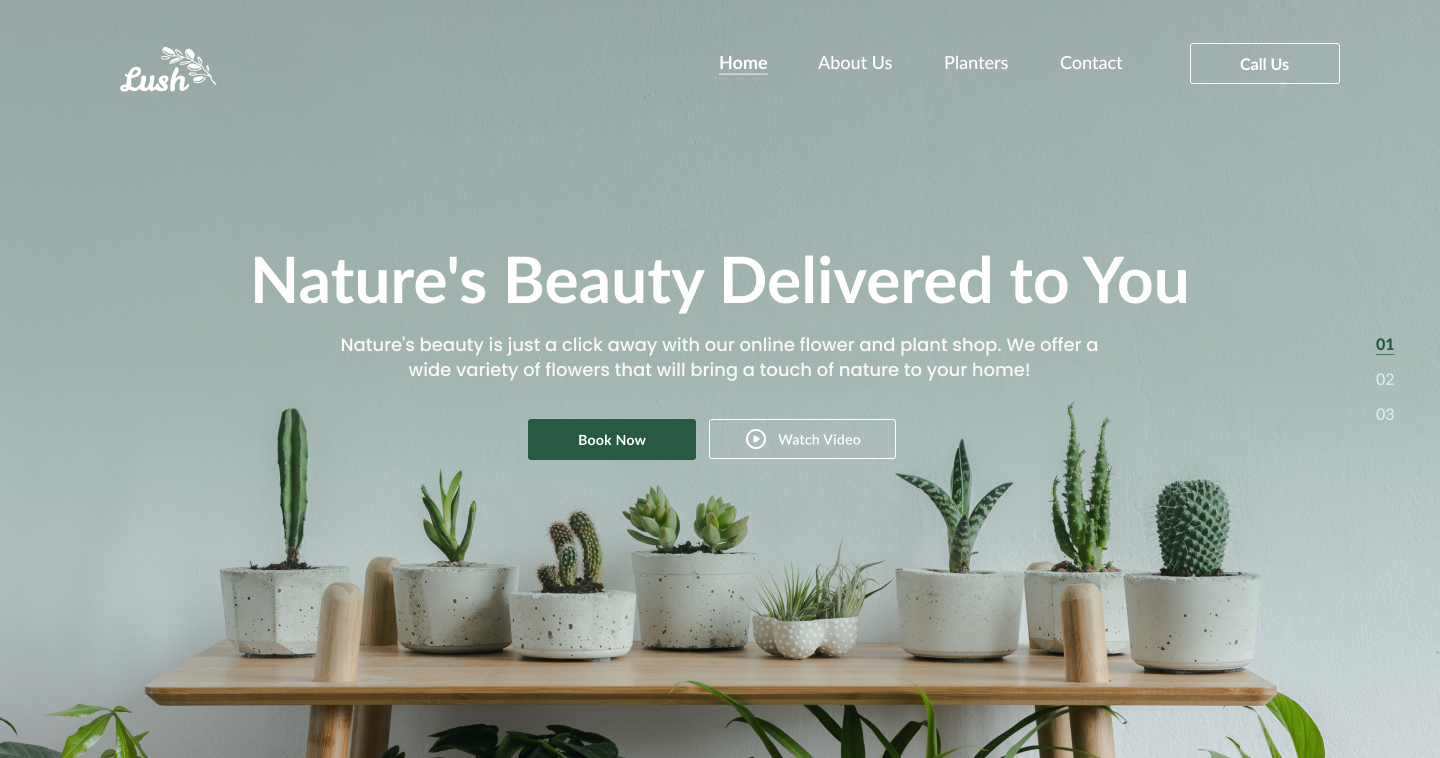 Lush
Home
About Us
Planters
Contact
Call Us
Nature's Beauty Delivered to You
Nature's beauty is just a click away with our online flower and plant shop. We offer a
wide variety of flowers that will bring a touch of nature to your home!
01
02
03
Book Now
Watch Video